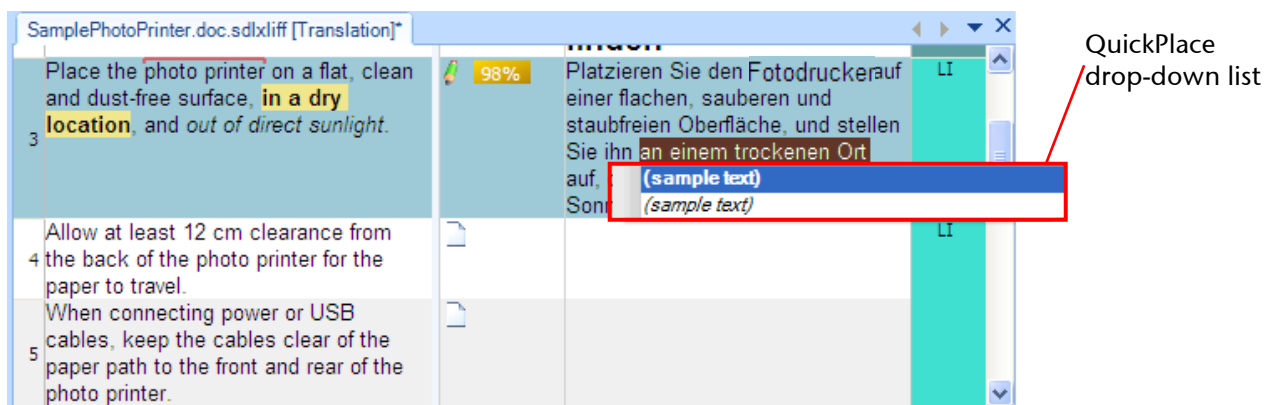 SamplePhotoPrinter.doc.sdlxliff [Translation]*
QuickPlace
drop-down list
3
Place the photo printer on a flat, clean
and dust-free surface, in a dry
location, and out of direct sunlight.
98%
Platzieren Sie den Fotodruckerauf
einer flachen, sauberen und
staubfreien Oberfläche, und stellen
Sie ihn an einem trockenen Ort
auf,
Sonn
LI
(sample text)
(sample text)
4
Allow at least 12 cm clearance from
the back of the photo printer for the
paper to travel.
LI
5
When connecting power or USB
cables, keep the cables clear of the
paper path to the front and rear of the
photo printer.